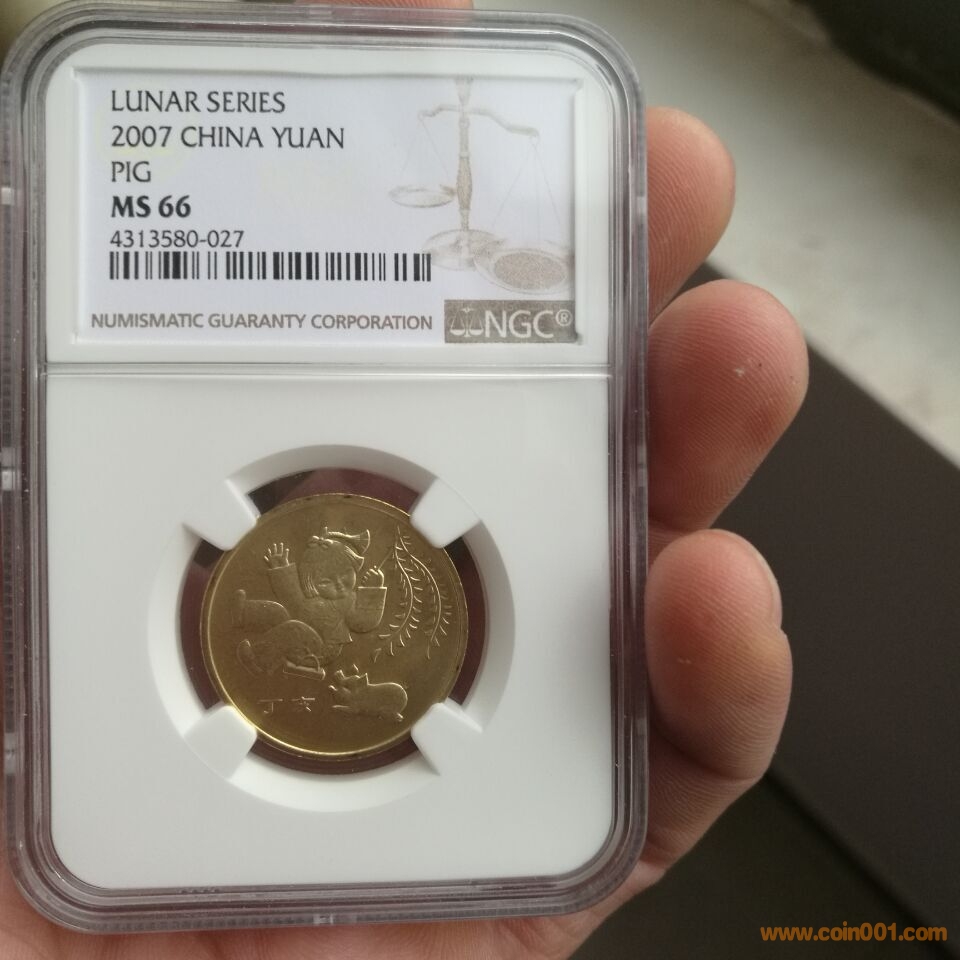 LUNAR SERIES
2007 CHINA YUAN
PIG
MS 66
4313580-027
NUMISMATIC GUARANTY CORPORATION
NGC®
丁亥
www.coin001.com